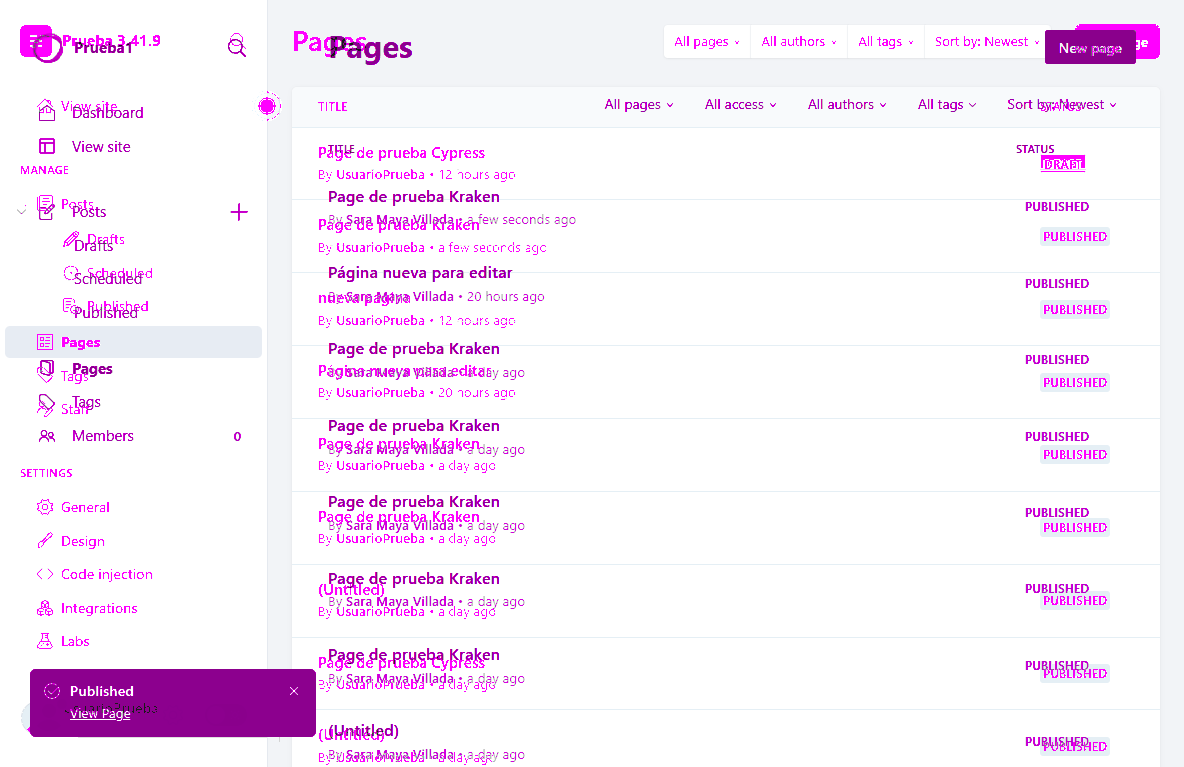 Prueba 3.41.9
Prueba1
View site
Dashboard
View site
MANAGE
Posts
Posts
Drafts
Drafts
Scheduled
Scheduled
Published
Published
Pages
Pages
Tags
Tags
Staff
Members 0
SETTINGS
General
Design
Code injection
Integrations
Labs
Published
View Page
Pages
Pages
All pages All authors All tags Sort by: Newest
New page
TITLE
All pages All access All authors All tags Sort by: Newest
STATUS
TITLE STATUS
Page de prueba Cypress
DRAFT
By UsuarioPrueba • 12 hours ago
Page de prueba Kraken
PUBLISHED
By Sara Maya Villada • a few seconds ago
Page de prueba Kraken
PUBLISHED
By UsuarioPrueba • a few seconds ago
Página nueva para editar
PUBLISHED
By Sara Maya Villada • 20 hours ago
nueva página
PUBLISHED
By UsuarioPrueba • 12 hours ago
Page de prueba Kraken
PUBLISHED
By Sara Maya Villada • a day ago
Página nueva para editar
PUBLISHED
By UsuarioPrueba • 20 hours ago
Page de prueba Kraken
PUBLISHED
By Sara Maya Villada • a day ago
Page de prueba Kraken
PUBLISHED
By UsuarioPrueba • a day ago
Page de prueba Kraken
PUBLISHED
By Sara Maya Villada • a day ago
Page de prueba Kraken
PUBLISHED
By UsuarioPrueba • a day ago
Page de prueba Kraken
PUBLISHED
By Sara Maya Villada • a day ago
(Untitled)
PUBLISHED
By UsuarioPrueba • a day ago
Page de prueba Kraken
PUBLISHED
By Sara Maya Villada • a day ago
Page de prueba Cypress
PUBLISHED
By UsuarioPrueba • a day ago
(Untitled)
PUBLISHED
By Sara Maya Villada • a day ago
(Untitled)
PUBLISHED
By UsuarioPrueba • a day ago